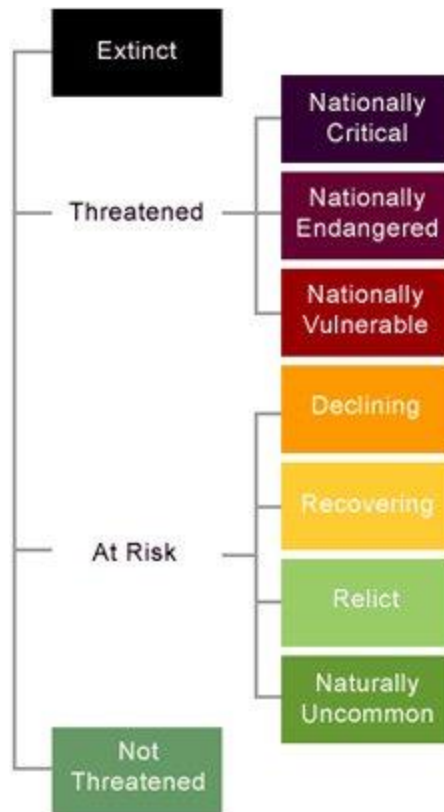 Extinct
Threatened
Nationally
Critical
Nationally
Endangered
Nationally
Vulnerable
At Risk
Declining
Recovering
Relict
Naturally
Uncommon
Not
Threatened